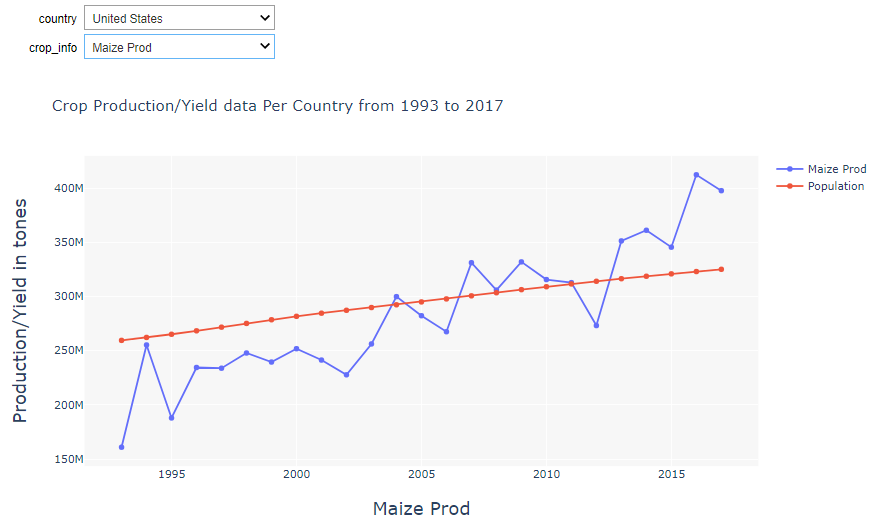 country United States
crop_info Maize Prod
Crop Production/Yield data Per Country from 1993 to 2017
Maize Prod
Population
Production/Yield in tones
400M
350M
300M
250M
200M
150M
1995 2000 2005 2010 2015
Maize Prod